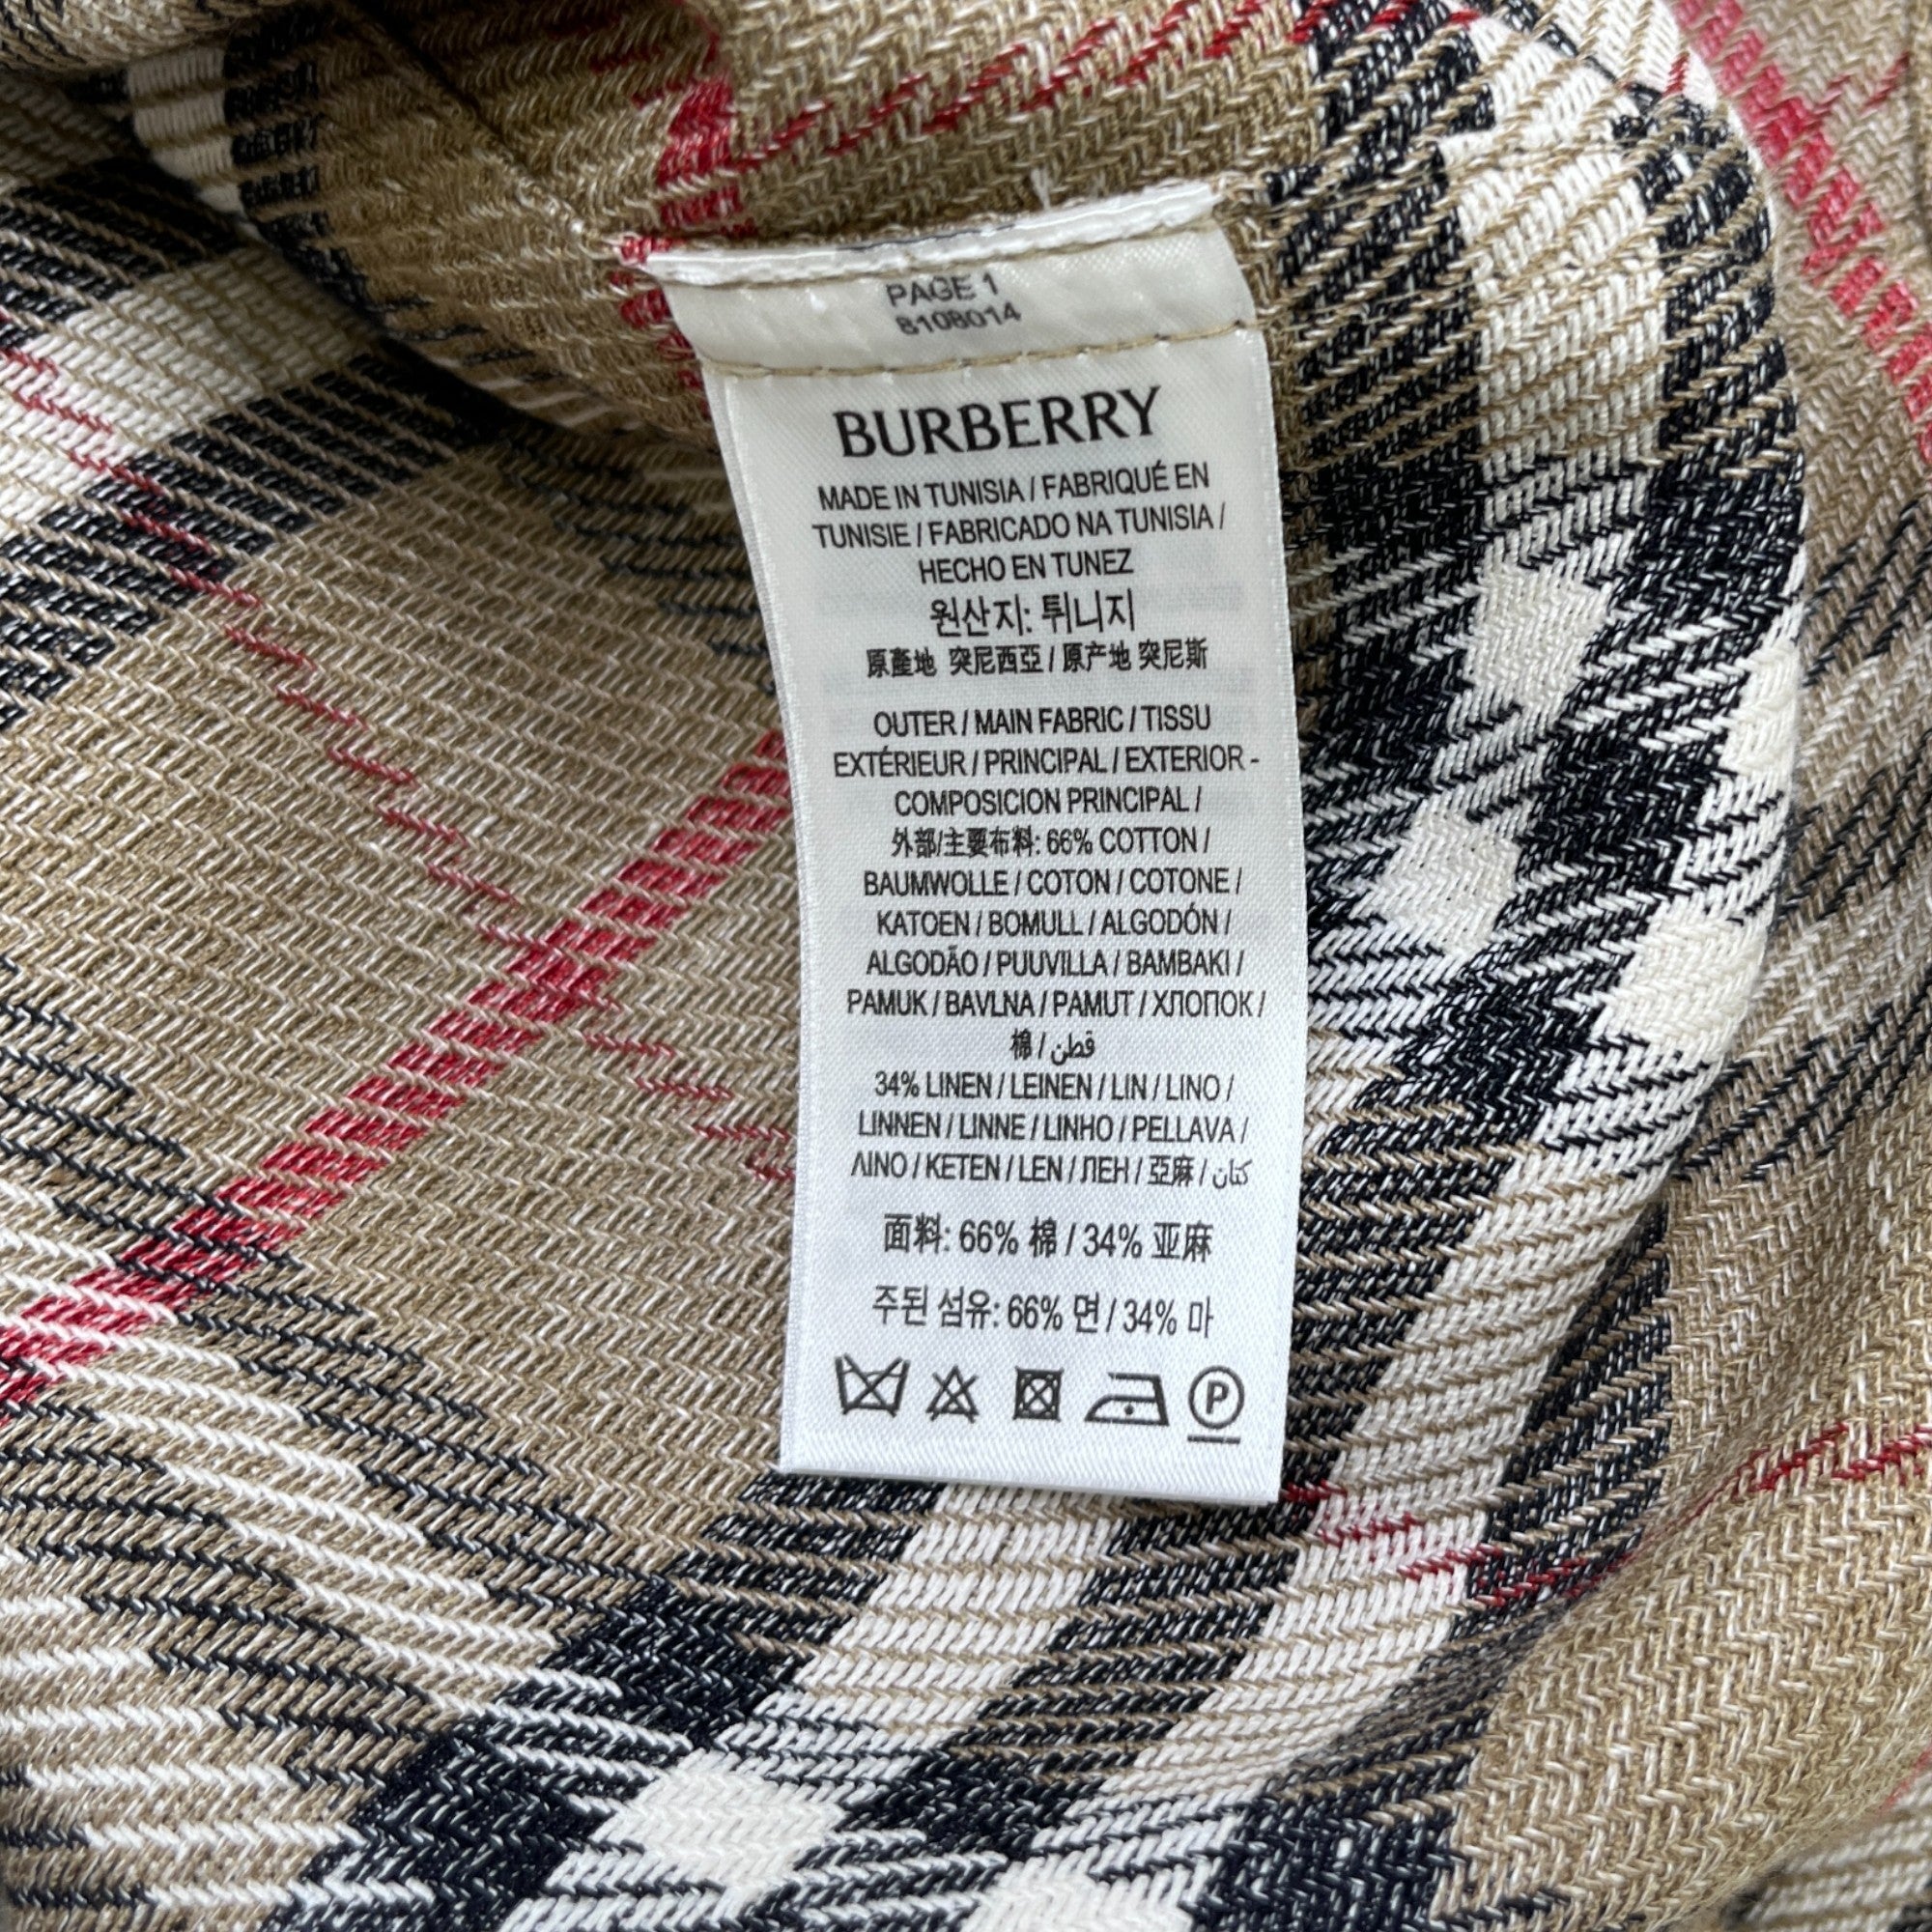 PAGE 1
8108014
BURBERRY
MADE IN TUNISIA / FABRIQUÉ EN
TUNISIE / FABRICADO NA TUNISIA /
HECHO EN TUNEZ
원산지: 튀니지
原產地 突尼西亞 / 原产地 突尼斯
OUTER / MAIN FABRIC / TISSU
EXTÉRIEUR / PRINCIPAL / EXTERIOR -
COMPOSICION PRINCIPAL /
外部/主要布料: 66% COTTON /
BAUMWOLLE / COTON / COTONE /
KATOEN / BOMULL / ALGODÓN /
ALGODÃO / PUUVILLA / BAMBAKI /
PAMUK / BAVLNA / PAMUT / ХЛОПОК /
棉 / قطن
34% LINEN / LEINEN / LIN / LINO /
LINNEN / LINNE / LINHO / PELLAVA /
ΛΙΝΟ / KETEN / LEN / ЛЕН / 亞麻 / كتان
面料: 66% 棉 / 34% 亚麻
주된 섬유: 66% 면 / 34% 마
P